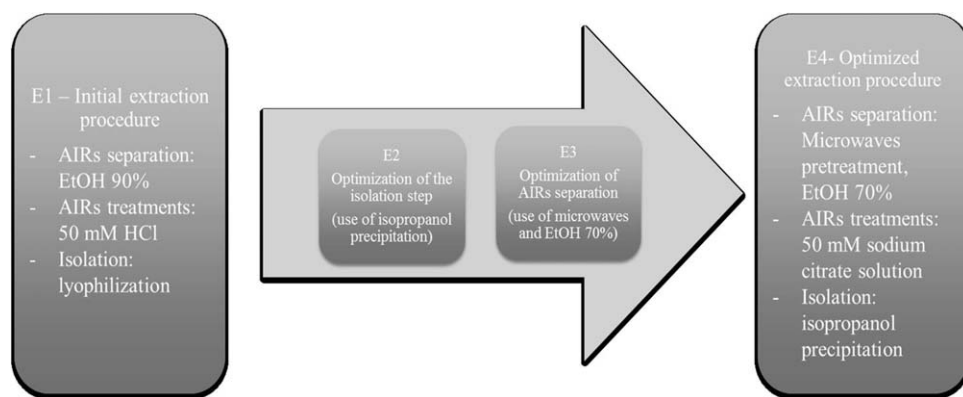 E1 – Initial extraction
procedure
- AIRs separation:
EtOH 90%
- AIRs treatments:
50 mM HCl
- Isolation:
lyophilization
E2
Optimization of the
isolation step
(use of isopropanol
precipitation)
E3
Optimization of
AIRs separation
(use of microwaves
and EtOH 70%)
E4- Optimized
extraction procedure
- AIRs separation:
Microwaves
pretreatment,
EtOH 70%
- AIRs treatments:
50 mM sodium
citrate solution
- Isolation:
isopropanol
precipitation